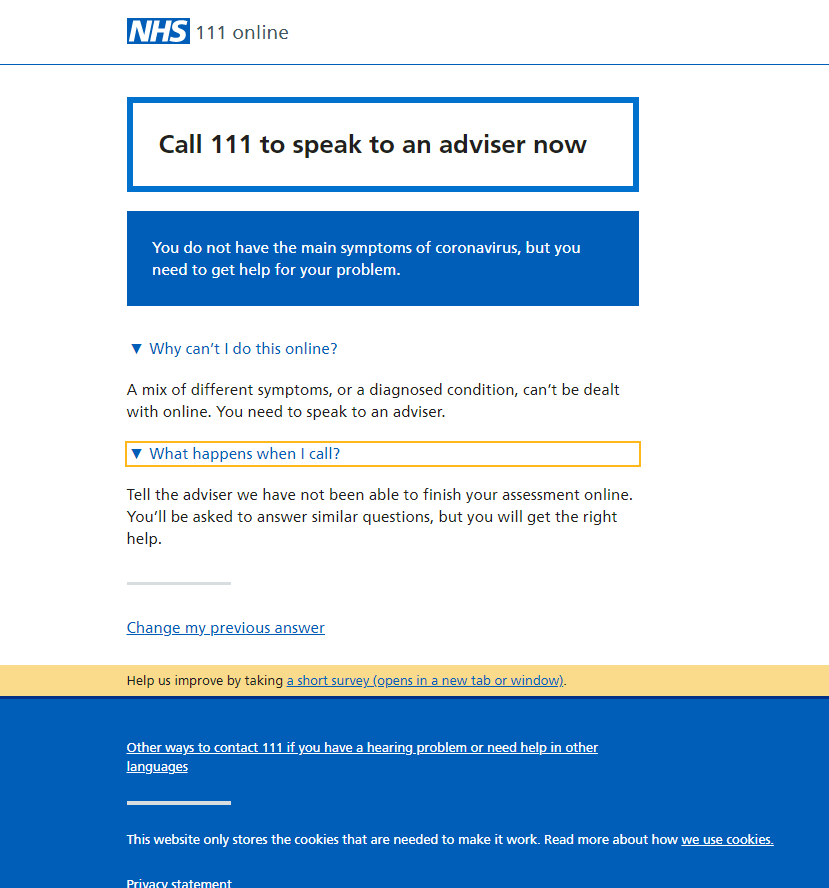 NHS 111 online
Call 111 to speak to an adviser now
You do not have the main symptoms of coronavirus, but you
need to get help for your problem.
▼ Why can’t I do this online?
A mix of different symptoms, or a diagnosed condition, can’t be dealt
with online. You need to speak to an adviser.
▼ What happens when I call?
Tell the adviser we have not been able to finish your assessment online.
You’ll be asked to answer similar questions, but you will get the right
help.
Change my previous answer
Help us improve by taking a short survey (opens in a new tab or window).
Other ways to contact 111 if you have a hearing problem or need help in other
languages
This website only stores the cookies that are needed to make it work. Read more about how we use cookies.
Privacy statement